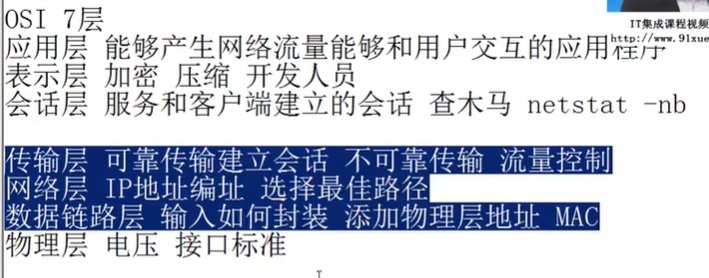 OSI 7层
应用层 能够产生网络流量能够和用户交互的应用程序
表示层 加密 压缩 开发人员
会话层 服务和客户端建立的会话 查木马 netstat -nb
传输层 可靠传输建立会话 不可靠传输 流量控制
网络层 IP地址编址 选择最佳路径
数据链路层 输入如何封装 添加物理层地址 MAC
物理层 电压 接口标准
IT集成课程视频
http://www.91xue